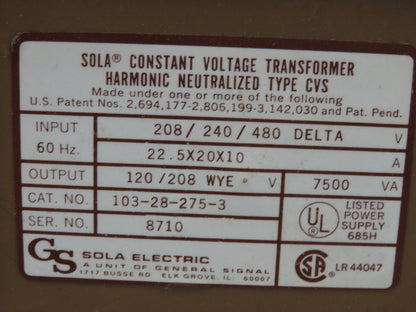 SOLA® CONSTANT VOLTAGE TRANSFORMER
HARMONIC NEUTRALIZED TYPE CVS
Made under one or more of the following
U.S. Patent Nos. 2,694,177-2,806,199-3,142,030 and Pat. Pend.
INPUT 208/240/480 DELTA V
60 Hz. 22.5X20X10 A
OUTPUT 120/208 WYE V 7500 VA
CAT. NO. 103-28-275-3
SER. NO. 8710
UL® LISTED
POWER
SUPPLY
685H
GS SOLA ELECTRIC
A UNIT OF GENERAL SIGNAL
1717 BUSSE RD ELK GROVE, IL. 60007
SA LR 44047